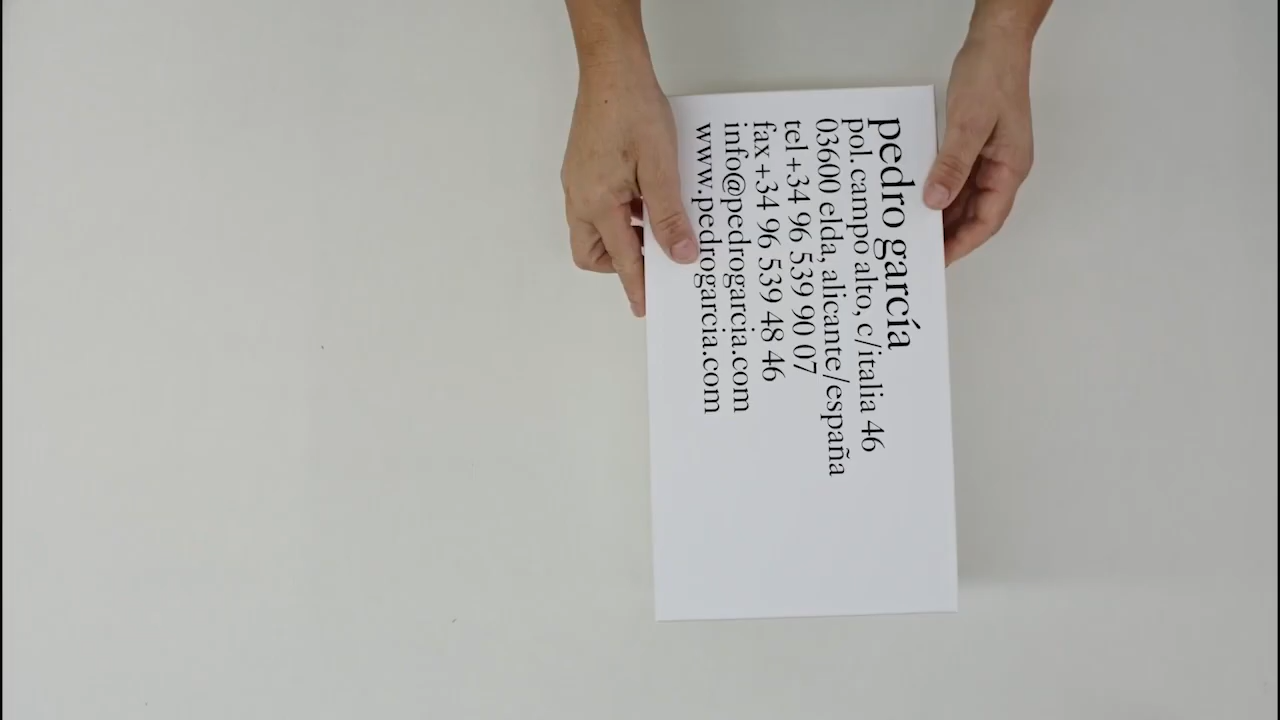 pedro garcía
pol. campo alto, c/italia 46
03600 elda, alicante/españa
tel +34 96 539 90 07
fax +34 96 539 48 46
info@pedrogarcia.com
www.pedrogarcia.com